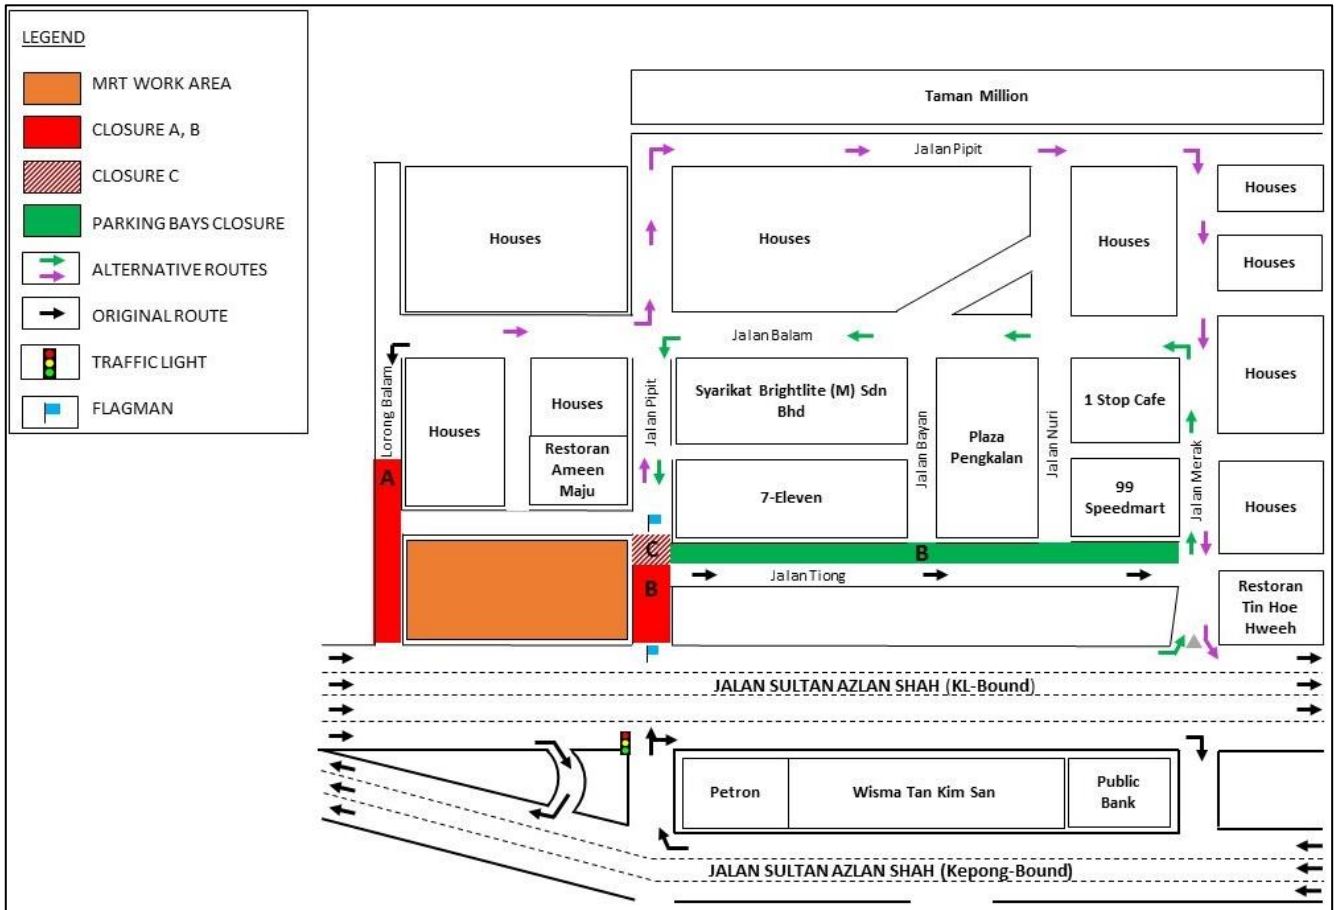 LEGEND
MRT WORK AREA
CLOSURE A, B
CLOSURE C
PARKING BAYS CLOSURE
ALTERNATIVE ROUTES
ORIGINAL ROUTE
TRAFFIC LIGHT
FLAGMAN
Taman Million
Jalan Pipit
Houses
Houses
Houses
Houses
Houses
Jalan Balam
Lorong Balam
Houses
Houses
Restoran
Ameen
Maju
Jalan Pipit
Syarikat Brightlite (M) Sdn
Bhd
7-Eleven
Jalan Bayan
Plaza
Pengkalan
Jalan Nuri
1 Stop Cafe
99
Speedmart
Jalan Merak
Houses
Houses
A
C
B
B
Jalan Tiong
Restoran
Tin Hoe
Hweeh
JALAN SULTAN AZLAN SHAH (KL-Bound)
Petron
Wisma Tan Kim San
Public
Bank
JALAN SULTAN AZLAN SHAH (Kepong-Bound)